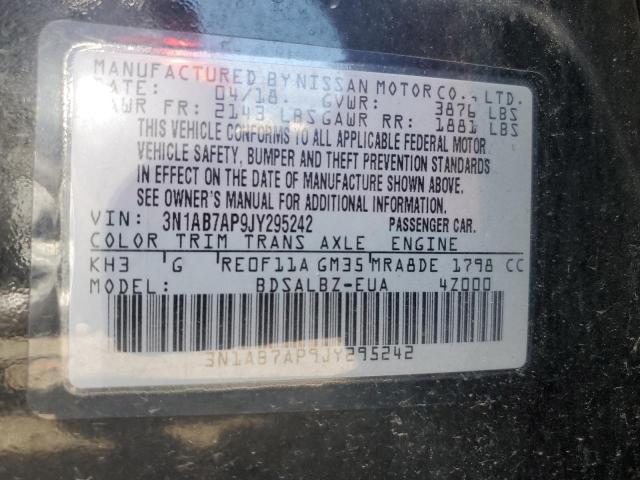 MANUFACTURED BY NISSAN MOTOR CO., LTD.
DATE: 04/18 GVWR: 3876 LBS
GAWR FR: 2143 LBS GAWR RR: 1881 LBS
THIS VEHICLE CONFORMS TO ALL APPLICABLE FEDERAL MOTOR
VEHICLE SAFETY, BUMPER AND THEFT PREVENTION STANDARDS
IN EFFECT ON THE DATE OF MANUFACTURE SHOWN ABOVE.
SEE OWNER'S MANUAL FOR ADDITIONAL INFORMATION.
VIN: 3N1AB7AP9JY295242 PASSENGER CAR.
COLOR TRIM TRANS AXLE ENGINE
KH3 G RE0F11A GM35 MRA8DE 1798 CC
MODEL: BDSALBZ-EUA 4Z000
3N1AB7AP9JY295242